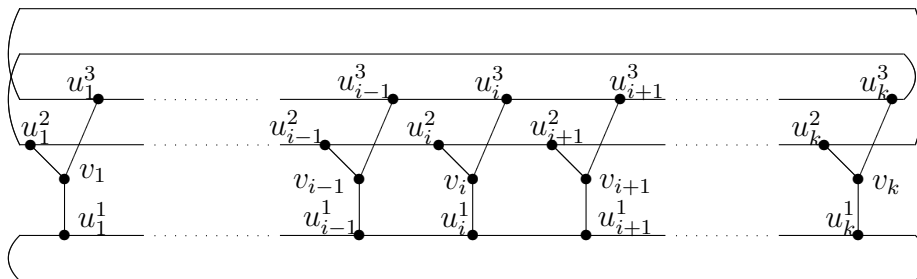 u_1^3 u_{i-1}^3 u_i^3 u_{i+1}^3 u_k^3
u_1^2 u_{i-1}^2 u_i^2 u_{i+1}^2 u_k^2
v_1 v_{i-1} v_i v_{i+1} v_k
u_1^1 u_{i-1}^1 u_i^1 u_{i+1}^1 u_k^1